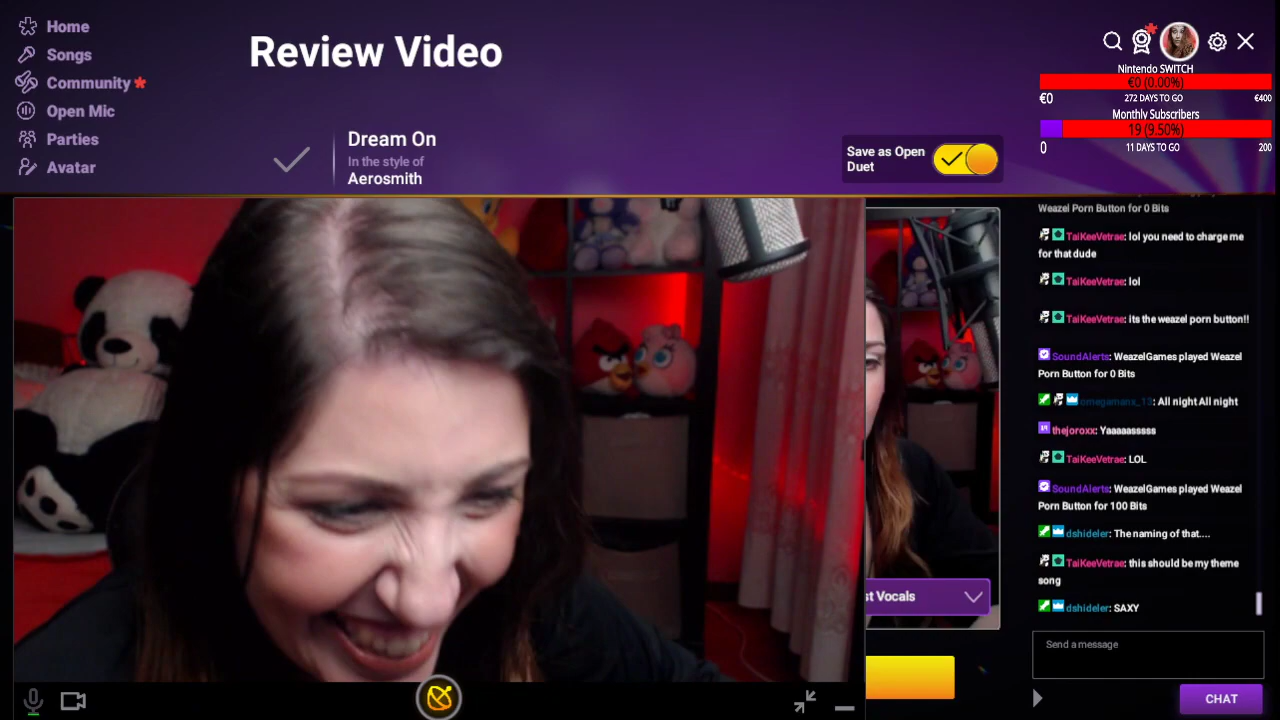 Home
Songs
Community
Open Mic
Parties
Avatar
Review Video
Dream On
In the style of
Aerosmith
Save as Open
Duet
Nintendo SWITCH
€0 (0.00%)
€0 272 DAYS TO GO €400
Monthly Subscribers
19 (9.50%)
0 11 DAYS TO GO 200
Weazel Porn Button for 0 Bits
TaiKeeVetrae: lol you need to charge me
for that dude
TaiKeeVetrae: lol
TaiKeeVetrae: its the weazel porn button!!
SoundAlerts: WeazelGames played Weazel
Porn Button for 0 Bits
omegamanx_13: All night All night
thejoroxx: Yaaaaasssss
TaiKeeVetrae: LOL
SoundAlerts: WeazelGames played Weazel
Porn Button for 100 Bits
dshideler: The naming of that....
TaiKeeVetrae: this should be my theme
song
dshideler: SAXY
st Vocals
Send a message
CHAT